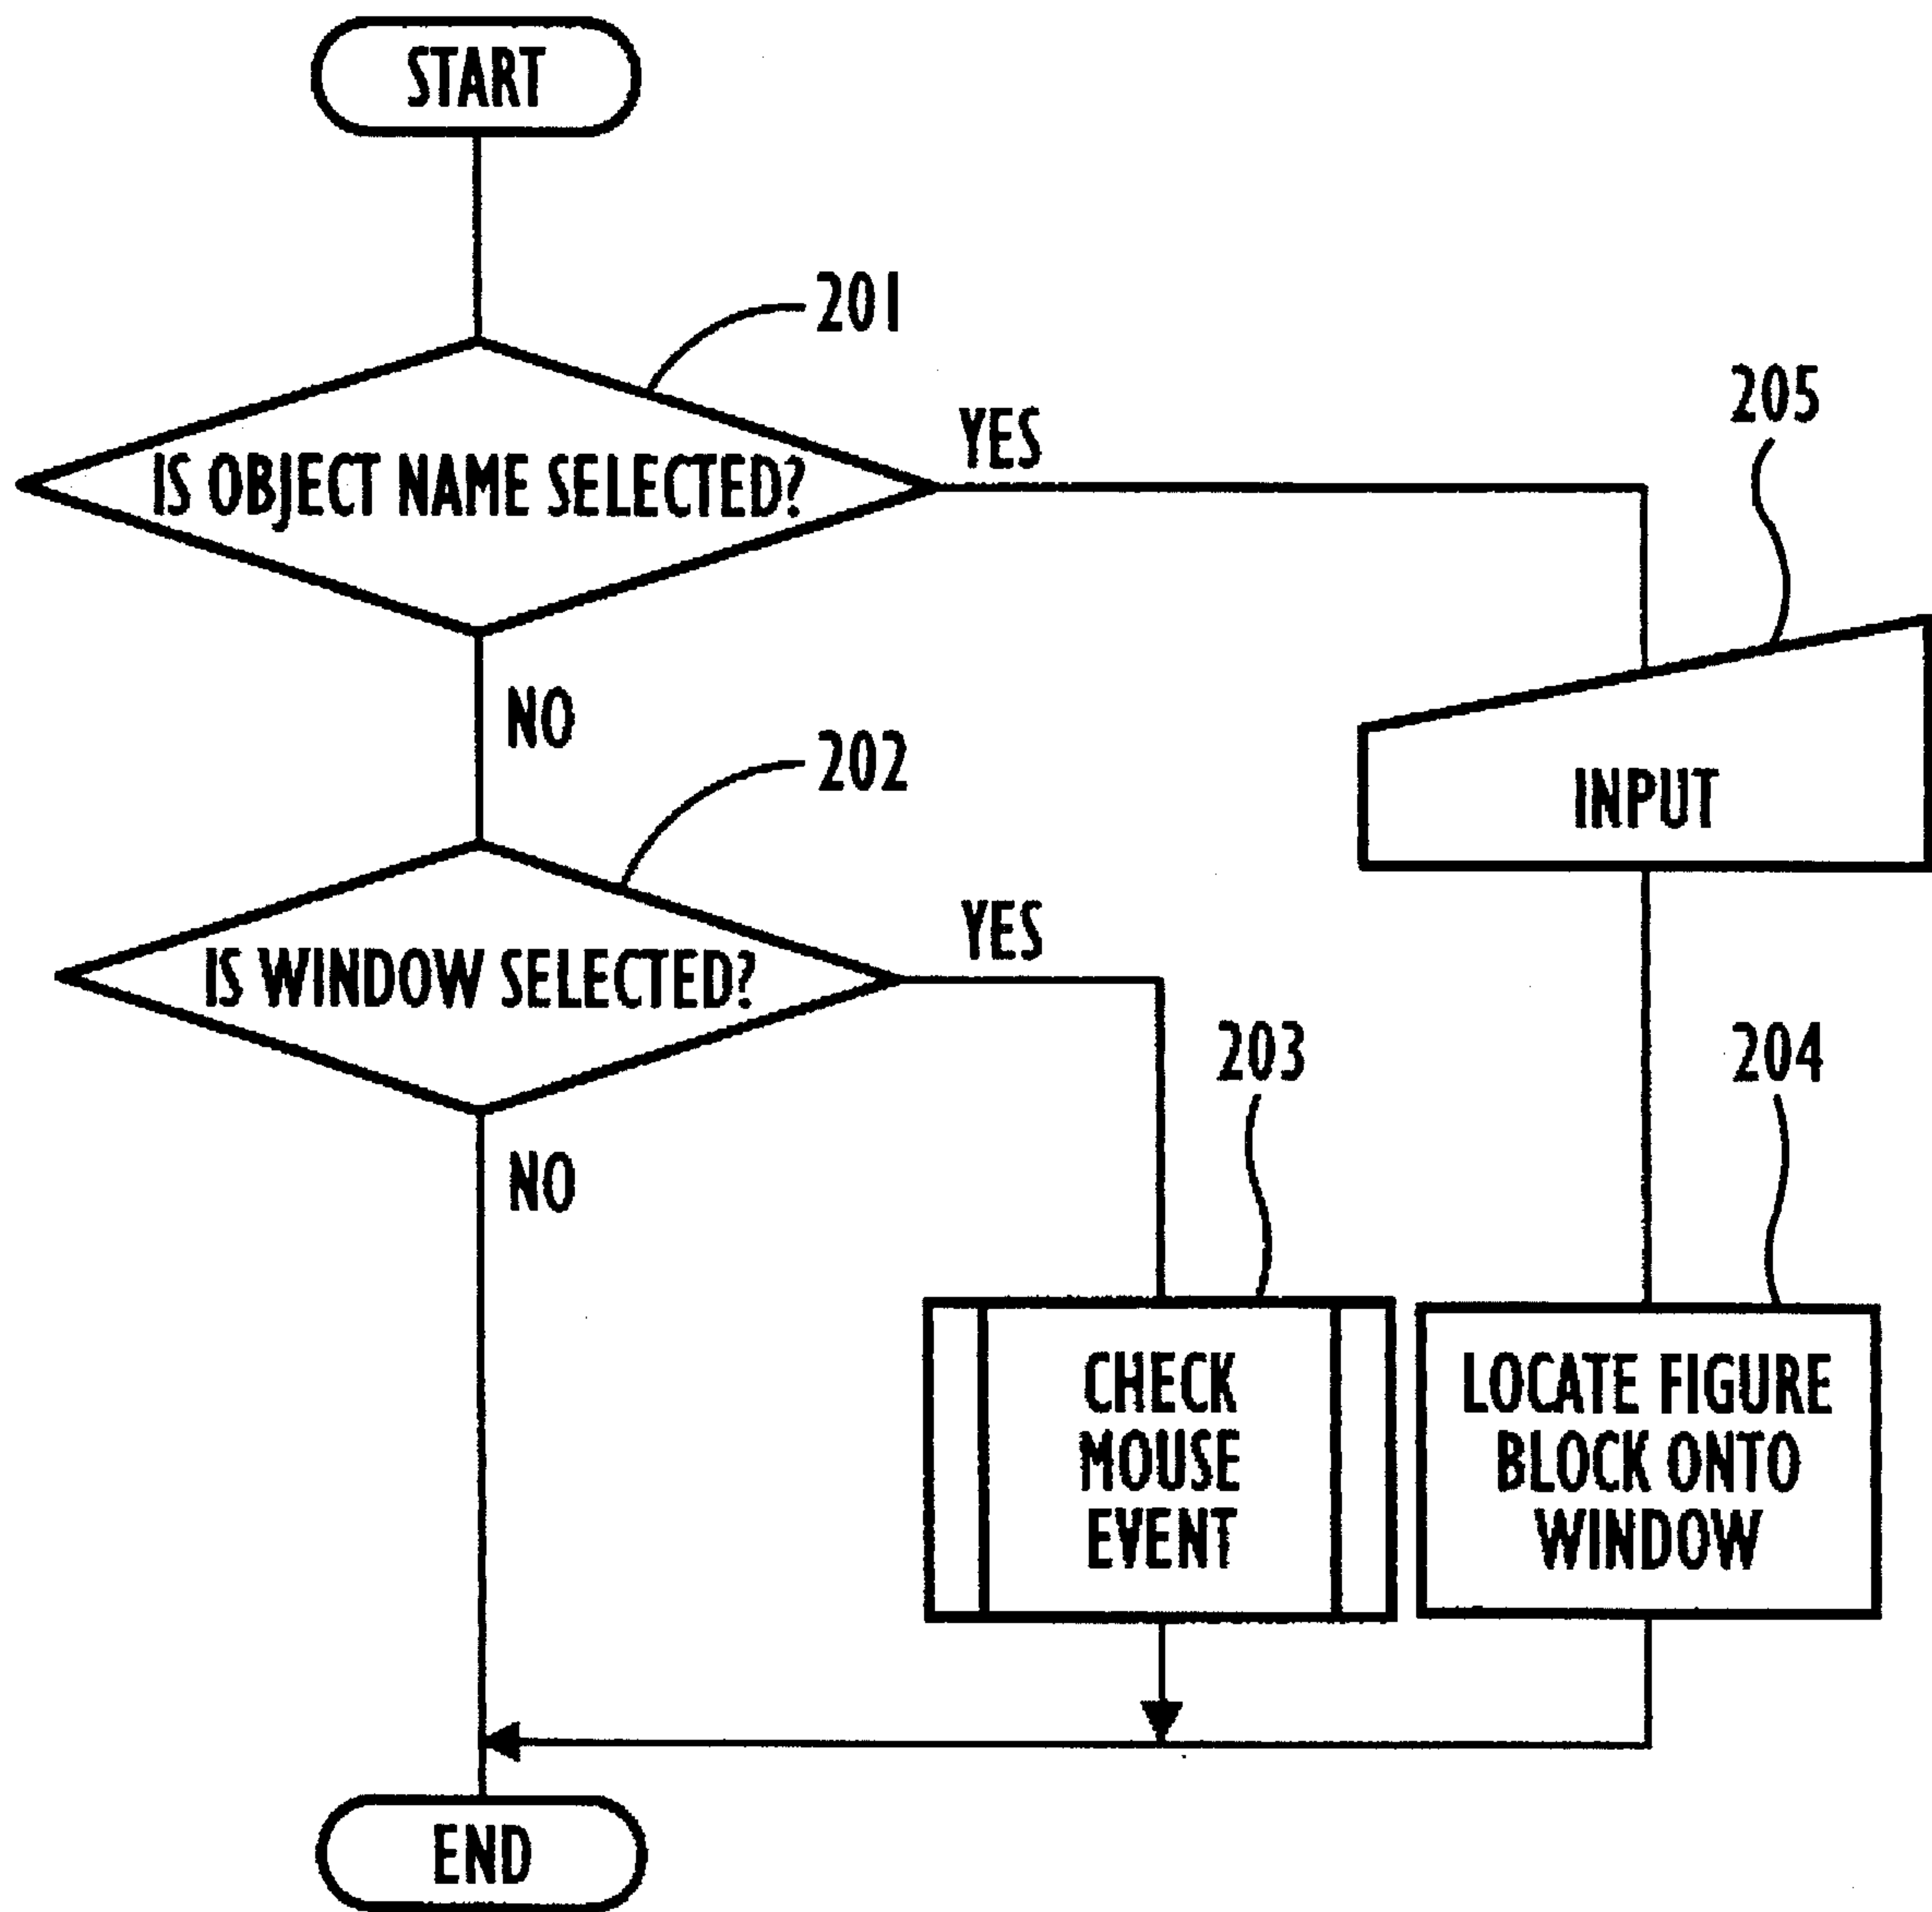 START
201
IS OBJECT NAME SELECTED?
YES
205
NO
INPUT
202
IS WINDOW SELECTED?
YES
203
204
NO
CHECK
MOUSE
EVENT
LOCATE FIGURE
BLOCK ONTO
WINDOW
END